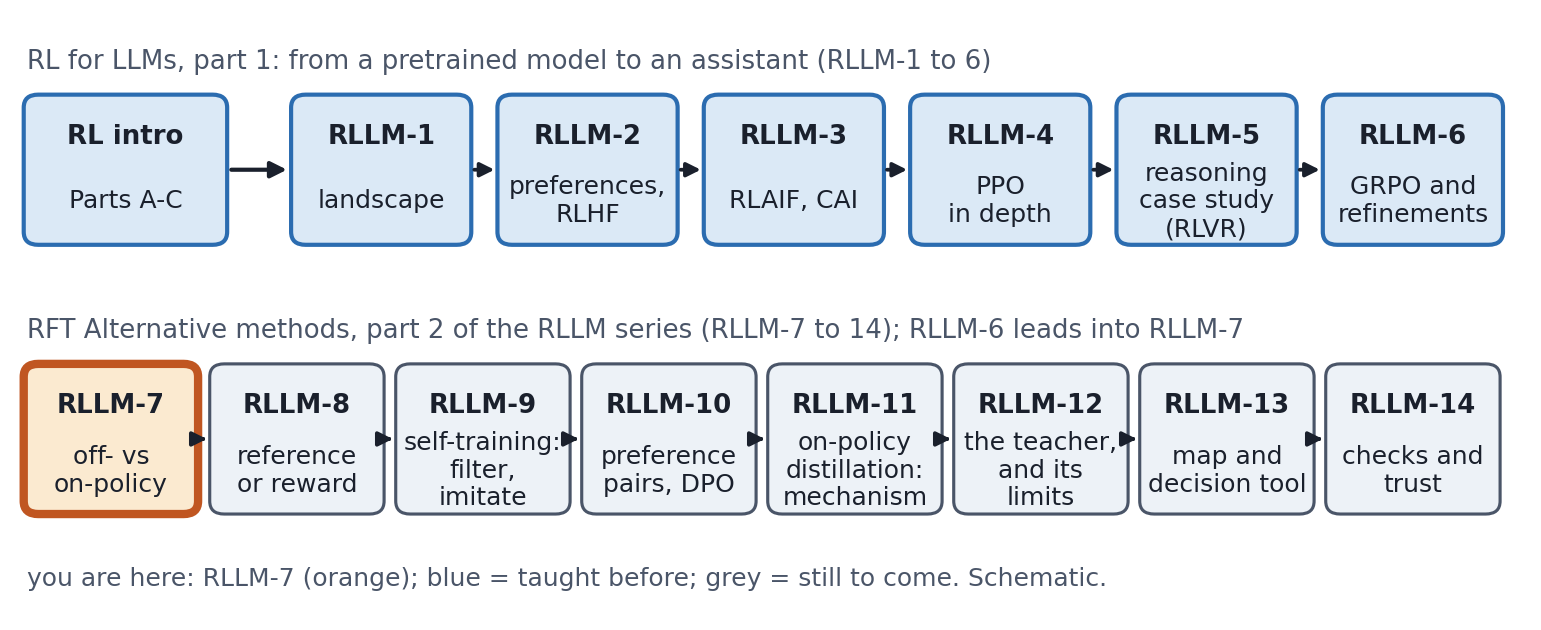 RL for LLMs, part 1: from a pretrained model to an assistant (RLLM-1 to 6)
RL intro
Parts A-C
RLLM-1
landscape
RLLM-2
preferences,
RLHF
RLLM-3
RLAIF, CAI
RLLM-4
PPO
in depth
RLLM-5
reasoning
case study
(RLVR)
RLLM-6
GRPO and
refinements
RFT Alternative methods, part 2 of the RLLM series (RLLM-7 to 14); RLLM-6 leads into RLLM-7
RLLM-7
off- vs
on-policy
RLLM-8
reference
or reward
RLLM-9
self-training:
filter,
imitate
RLLM-10
preference
pairs, DPO
RLLM-11
on-policy
distillation:
mechanism
RLLM-12
the teacher,
and its
limits
RLLM-13
map and
decision tool
RLLM-14
checks and
trust
you are here: RLLM-7 (orange); blue = taught before; grey = still to come. Schematic.